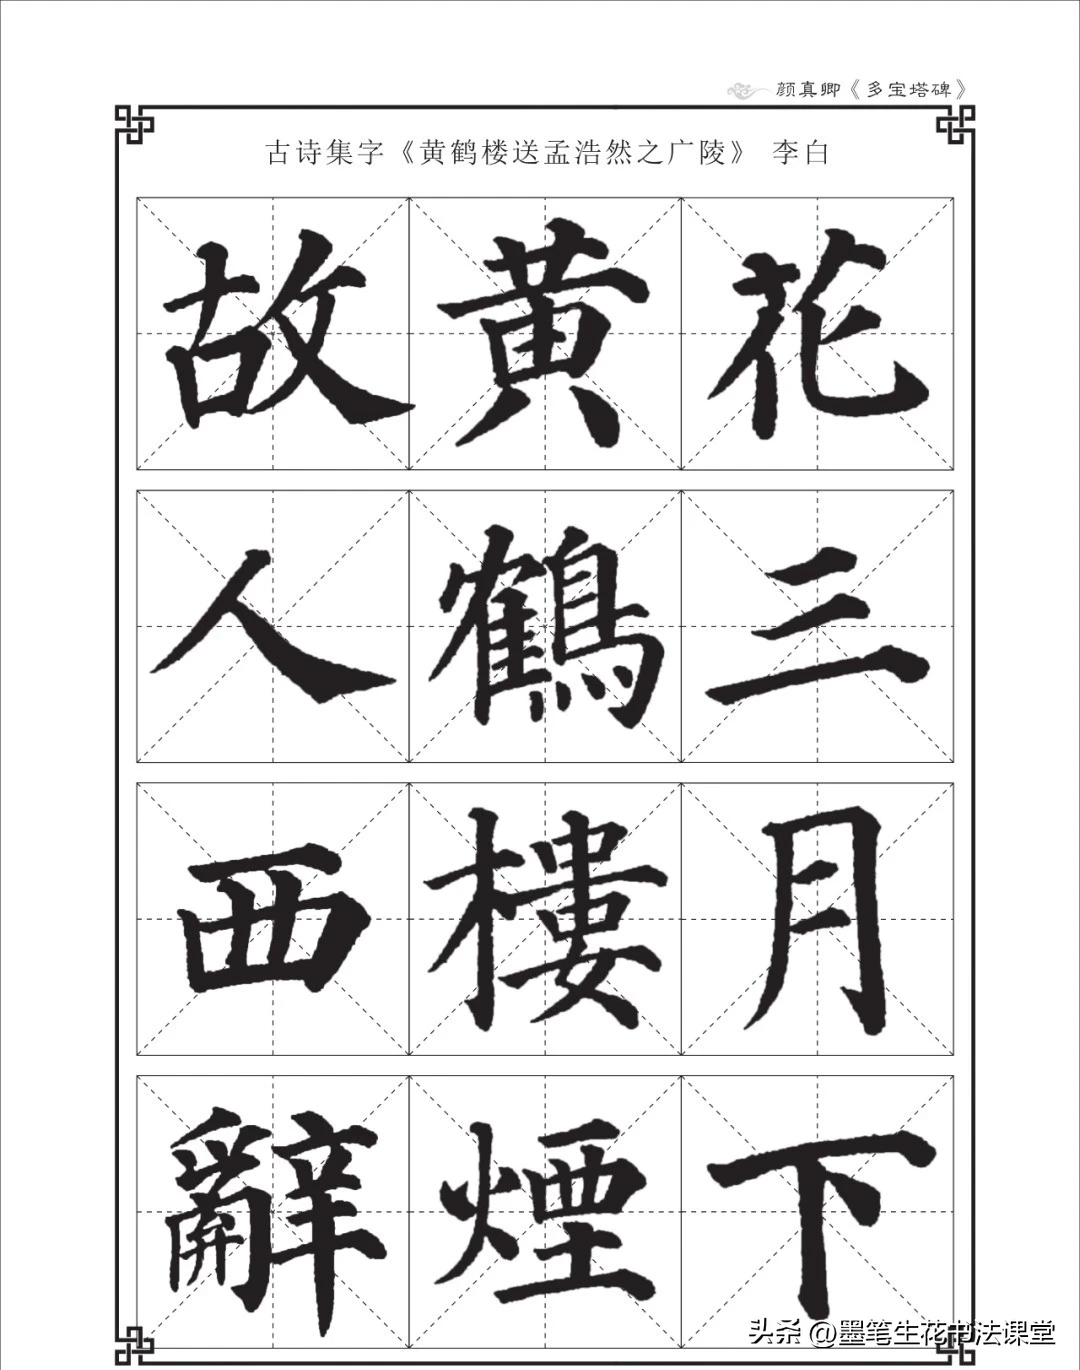 颜真卿《多宝塔碑》
古诗集字《黄鹤楼送孟浩然之广陵》 李白
故人西辭
黄鶴樓煙
花三月下
头条 @墨笔生花书法课堂